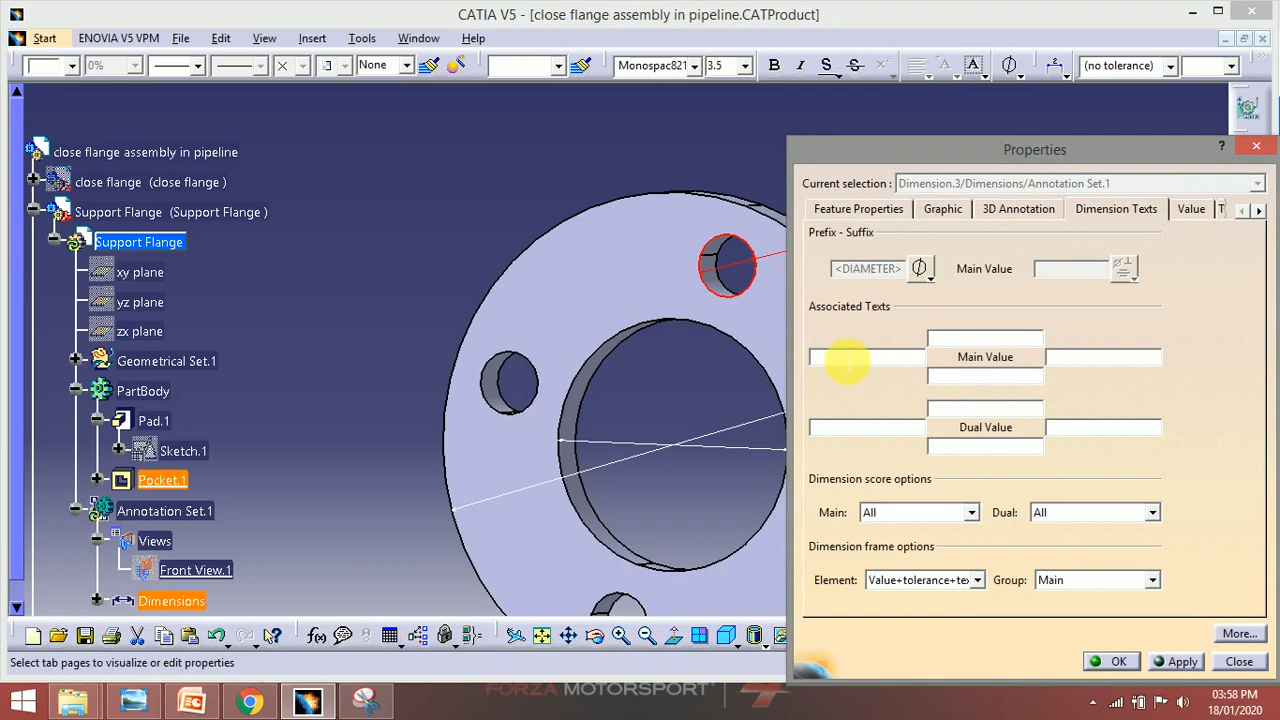 CATIA V5 - [close flange assembly in pipeline.CATProduct]
Start ENOVIA V5 VPM File Edit View Insert Tools Window Help
0% None Monospac821 3.5 B I S S (no tolerance)
close flange assembly in pipeline
close flange (close flange )
Support Flange (Support Flange )
Support Flange
xy plane
yz plane
zx plane
Geometrical Set.1
PartBody
Pad.1
Sketch.1
Pocket.1
Annotation Set.1
Views
Front View.1
Dimensions
Properties
Current selection : Dimension.3/Dimensions/Annotation Set.1
Feature Properties Graphic 3D Annotation Dimension Texts Value T
Prefix - Suffix
<DIAMETER> Main Value
Associated Texts
Main Value
Dual Value
Dimension score options
Main: All Dual: All
Dimension frame options
Element: Value+tolerance+te Group: Main
More...
OK Apply Close
Select tab pages to visualize or edit properties
FORZA MOTORSPORT
03:58 PM
18/01/2020